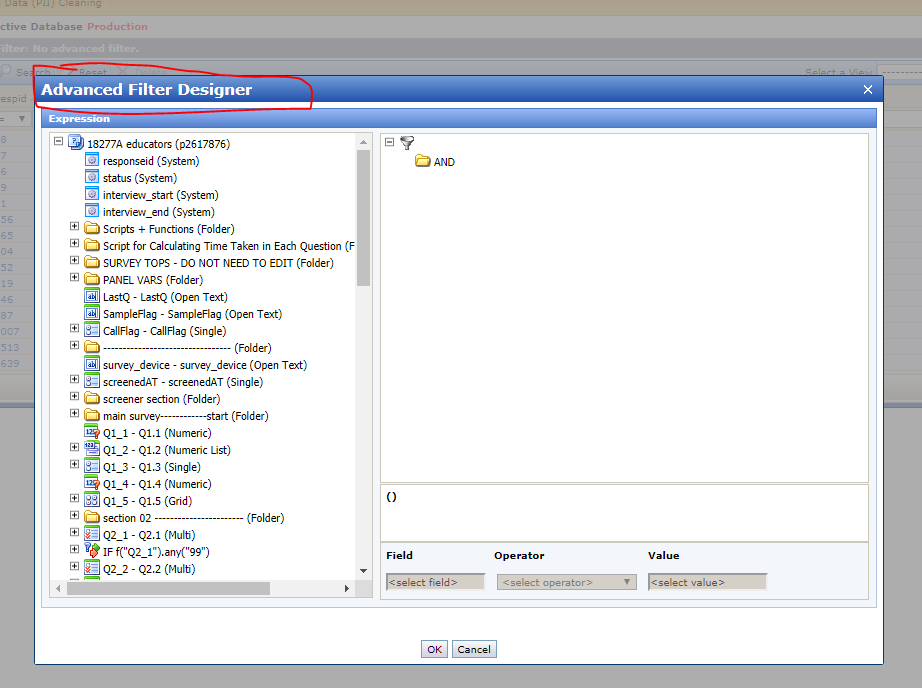 Data (PII) Cleaning
ctive Database Production
Filter: No advanced filter.
Search Reset Delete Select a View
respid
=
Advanced Filter Designer
Expression
18277A educators (p2617876)
responseid (System)
status (System)
interview_start (System)
interview_end (System)
Scripts + Functions (Folder)
Script for Calculating Time Taken in Each Question (F
SURVEY TOPS - DO NOT NEED TO EDIT (Folder)
PANEL VARS (Folder)
LastQ - LastQ (Open Text)
SampleFlag - SampleFlag (Open Text)
CallFlag - CallFlag (Single)
-------------------------------- (Folder)
survey_device - survey_device (Open Text)
screenedAT - screenedAT (Single)
screener section (Folder)
main survey------------start (Folder)
Q1_1 - Q1.1 (Numeric)
Q1_2 - Q1.2 (Numeric List)
Q1_3 - Q1.3 (Single)
Q1_4 - Q1.4 (Numeric)
Q1_5 - Q1.5 (Grid)
section 02 ----------------------- (Folder)
Q2_1 - Q2.1 (Multi)
IF f("Q2_1").any("99")
Q2_2 - Q2.2 (Multi)
AND
()
Field Operator Value
<select field> <select operator> <select value>
OK Cancel
8
7
6
9
1
56
65
04
52
19
46
87
007
513
639